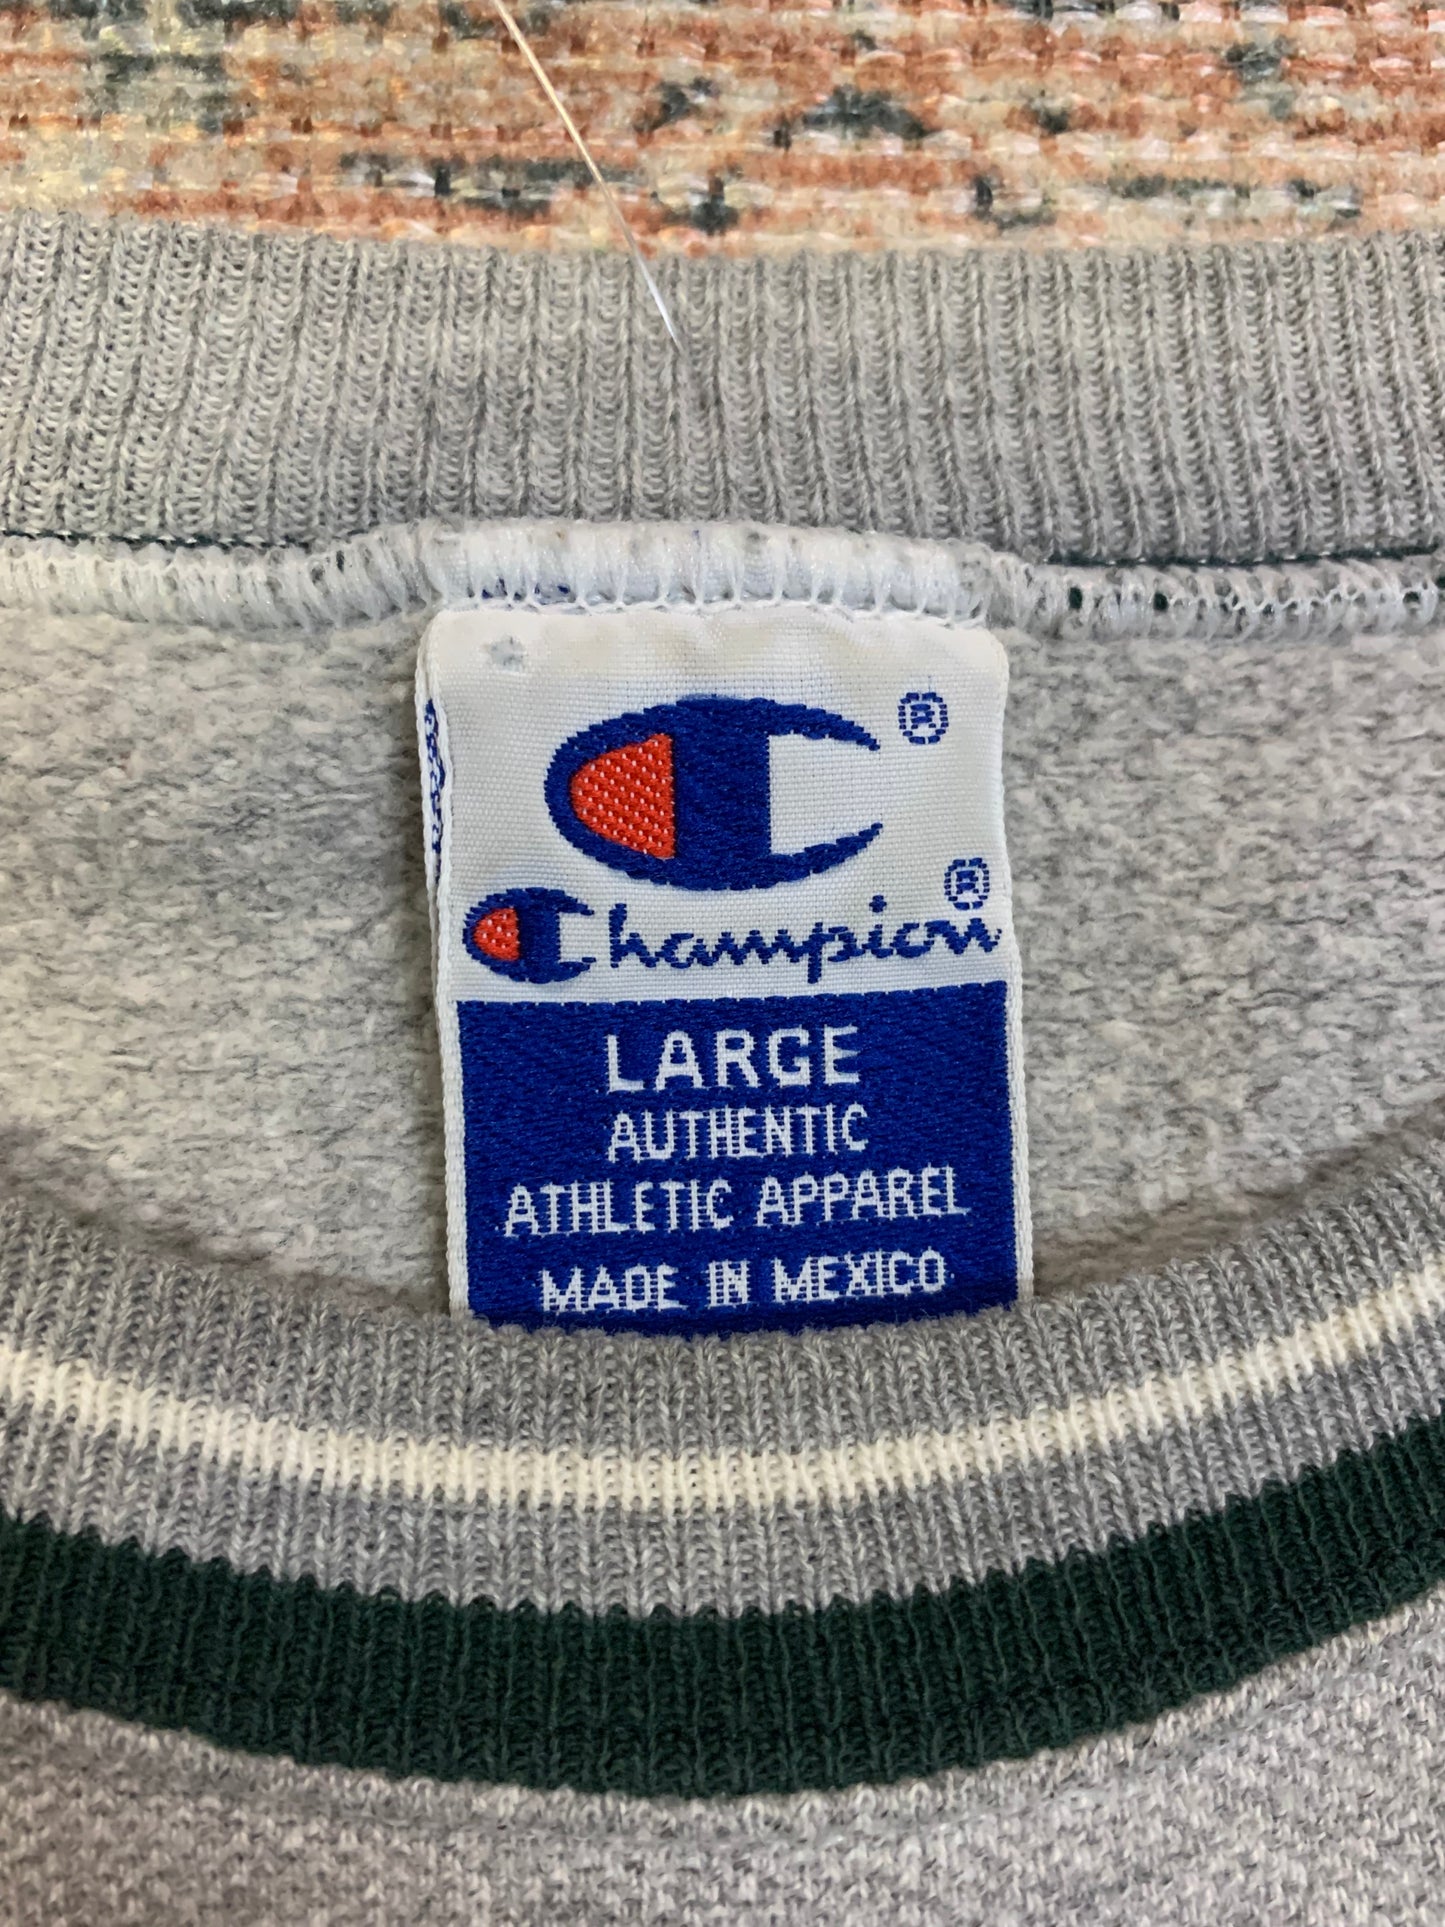 ®
Champion®
LARGE
AUTHENTIC
ATHLETIC APPAREL
MADE IN MEXICO